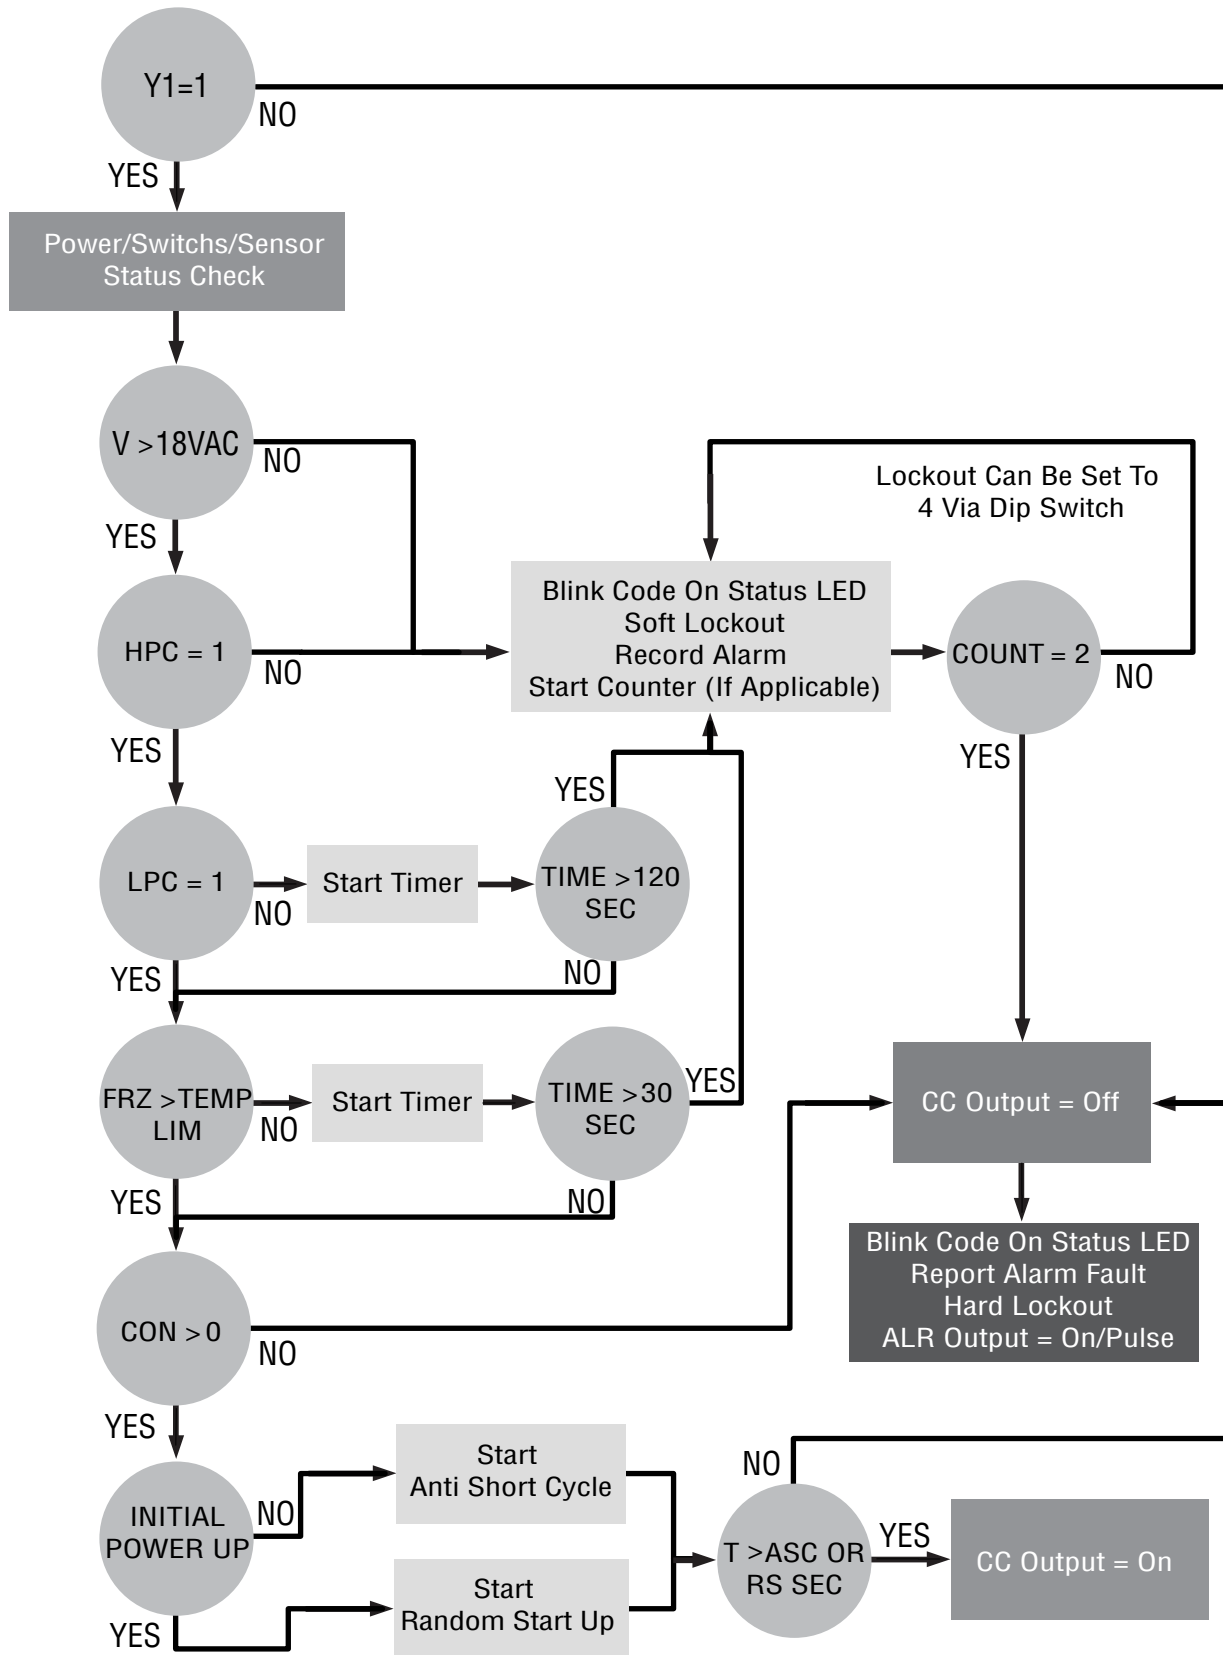 Y1=1
NO
YES
Power/Switchs/Sensor
Status Check
V >18VAC
NO
YES
Lockout Can Be Set To
4 Via Dip Switch
HPC = 1
NO
YES
Blink Code On Status LED
Soft Lockout
Record Alarm
Start Counter (If Applicable)
COUNT = 2
NO
YES
LPC = 1
NO
YES
Start Timer
TIME >120
SEC
YES
NO
FRZ >TEMP
LIM
NO
YES
Start Timer
TIME >30
SEC
YES
NO
CC Output = Off
Blink Code On Status LED
Report Alarm Fault
Hard Lockout
ALR Output = On/Pulse
CON >0
NO
YES
INITIAL
POWER UP
NO
YES
Start
Anti Short Cycle
Start
Random Start Up
NO
T >ASC OR
RS SEC
YES
CC Output = On